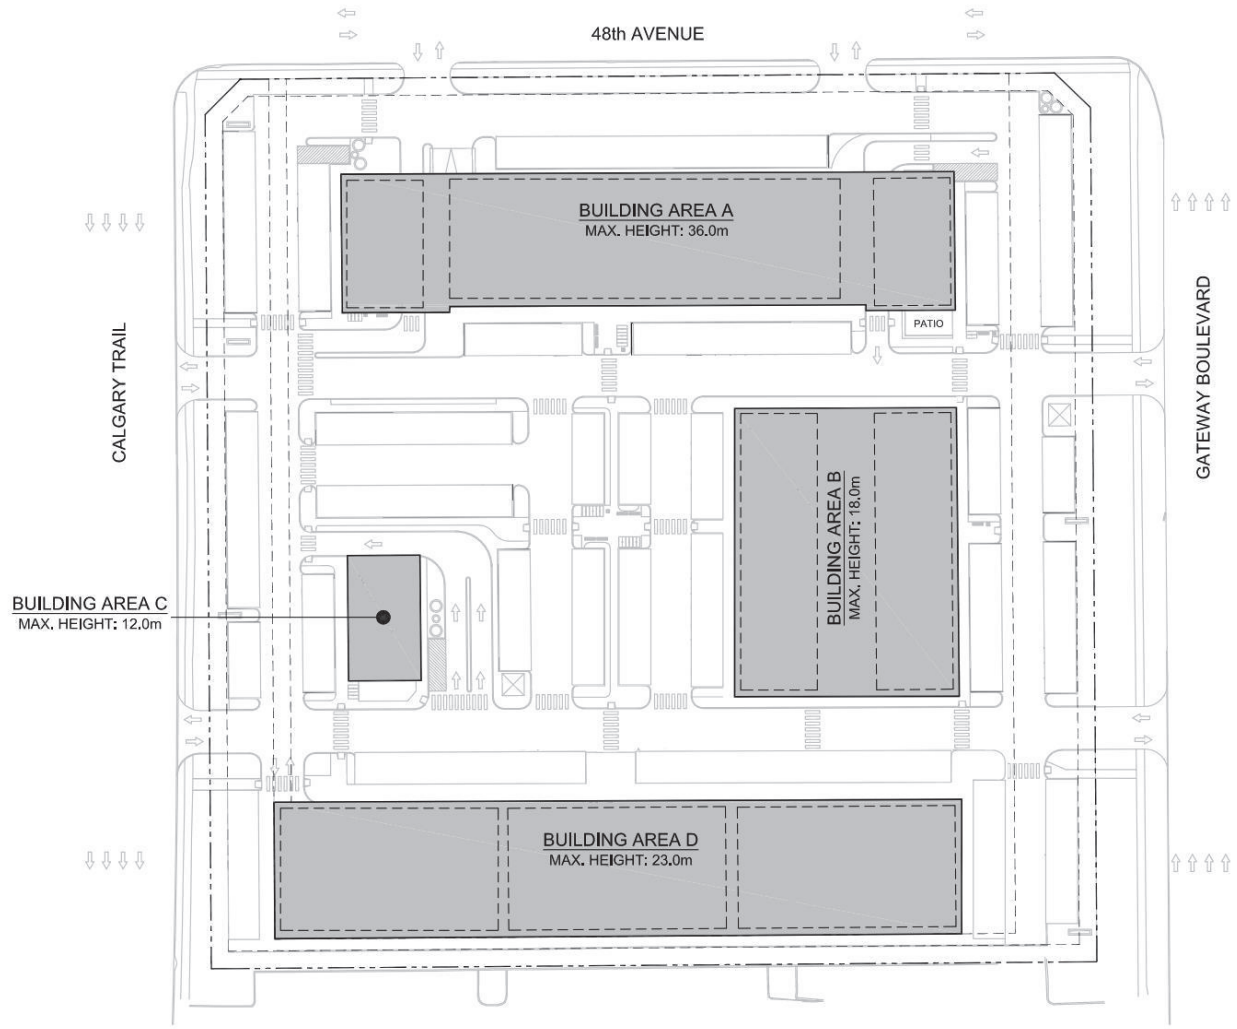 48th AVENUE
BUILDING AREA A
MAX. HEIGHT: 36.0m
PATIO
CALGARY TRAIL
GATEWAY BOULEVARD
BUILDING AREA B
MAX. HEIGHT: 18.0m
BUILDING AREA C
MAX. HEIGHT: 12.0m
BUILDING AREA D
MAX. HEIGHT: 23.0m